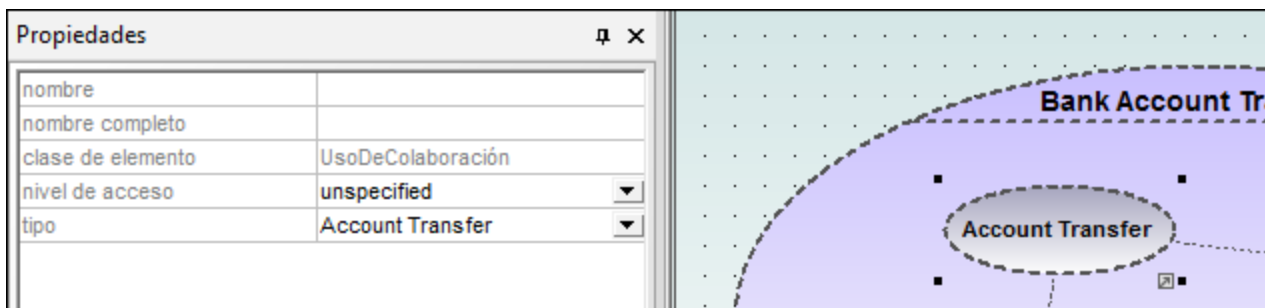 Propiedades
nombre
nombre completo
clase de elemento UsoDeColaboración
nivel de acceso unspecified
tipo Account Transfer
Bank Account Tr
Account Transfer